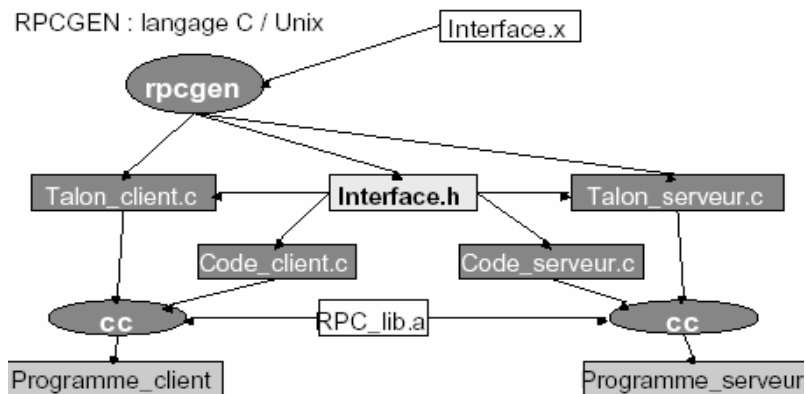 RPCGEN : langage C / Unix
Interface.x
rpcgen
Talon_client.c
Interface.h
Talon_serveur.c
Code_client.c
Code_serveur.c
cc
RPC_lib.a
cc
Programme_client
Programme_serveur